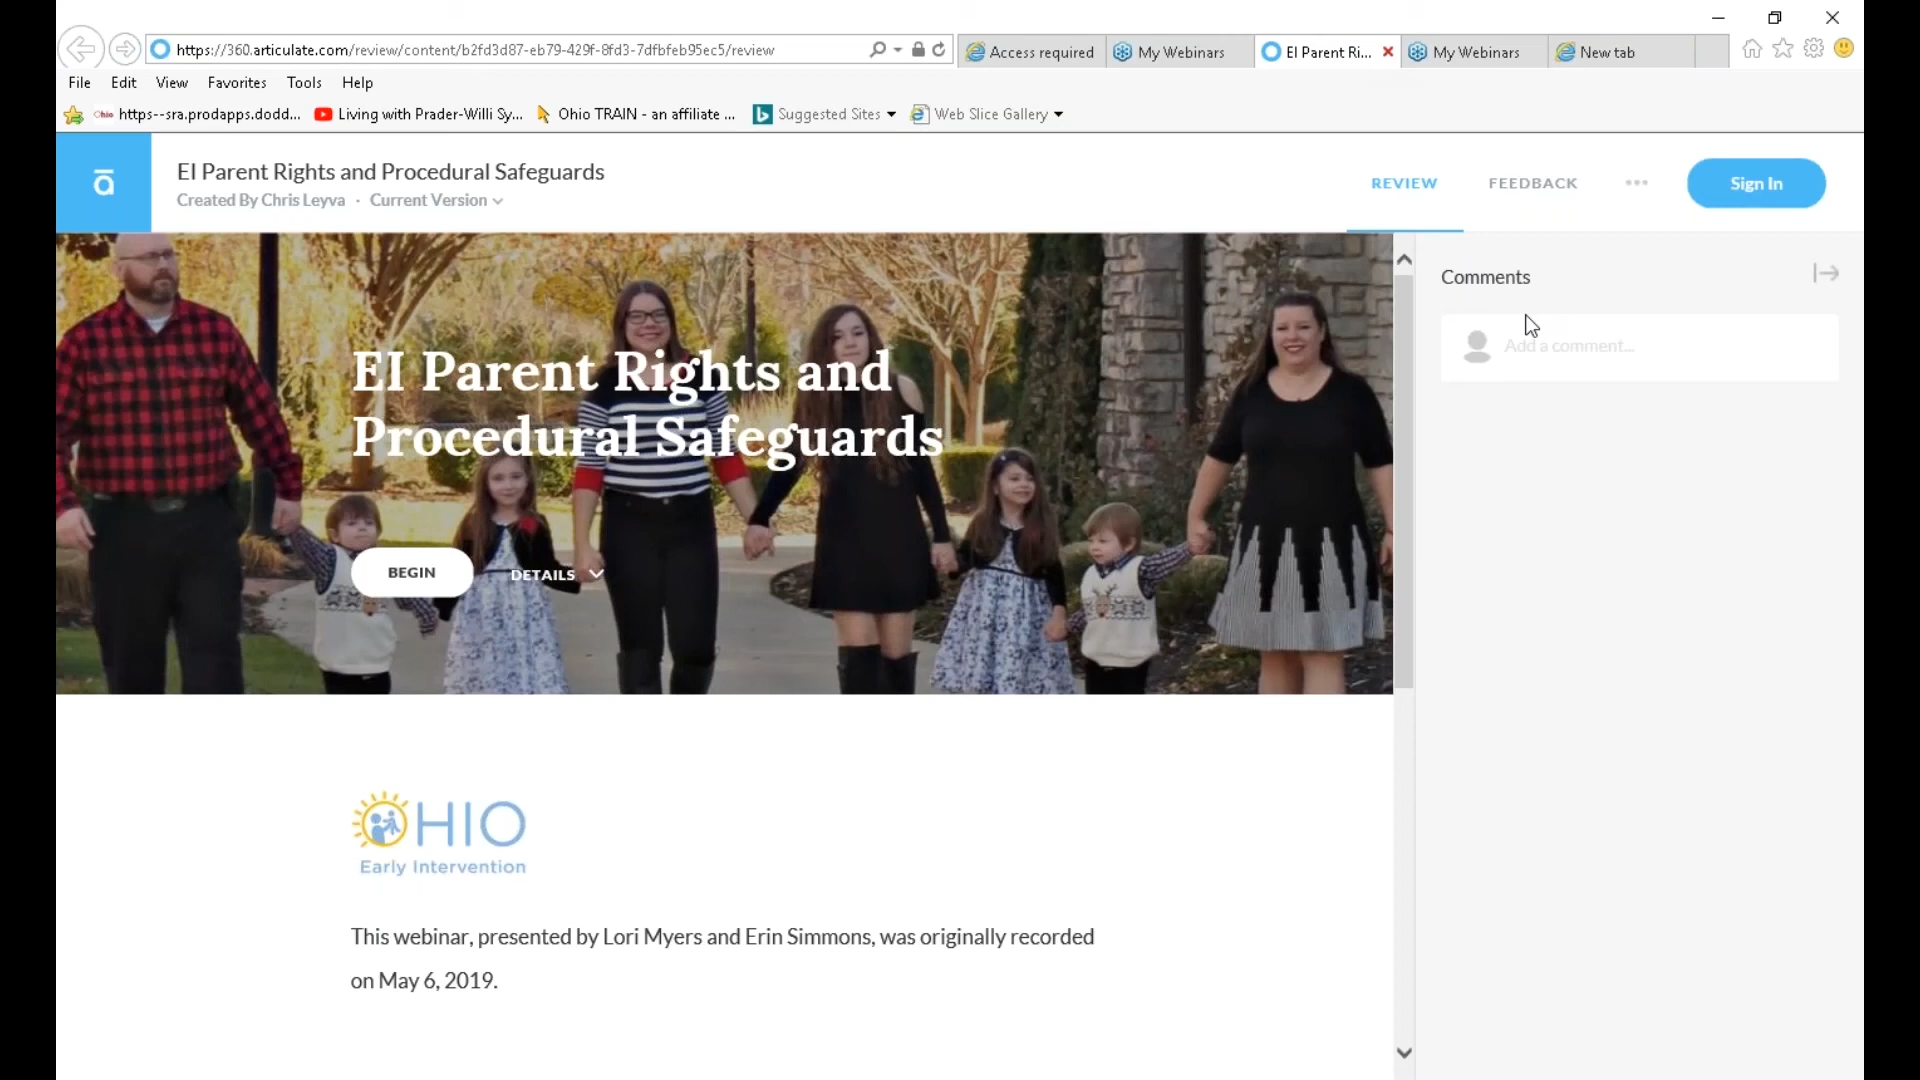 https://360.articulate.com/review/content/b2fd3d87-eb79-429f-8fd3-7dfbfeb95ec5/review
Access required
My Webinars
EI Parent Ri...
My Webinars
New tab
File Edit View Favorites Tools Help
https--sra.prodapps.dodd...
Living with Prader-Willi Sy...
Ohio TRAIN - an affiliate ...
Suggested Sites
Web Slice Gallery
EI Parent Rights and Procedural Safeguards
Created By Chris Leyva · Current Version
REVIEW
FEEDBACK
Sign In
EI Parent Rights and
Procedural Safeguards
BEGIN
DETAILS
Comments
Add a comment...
OHIO
Early Intervention
This webinar, presented by Lori Myers and Erin Simmons, was originally recorded
on May 6, 2019.